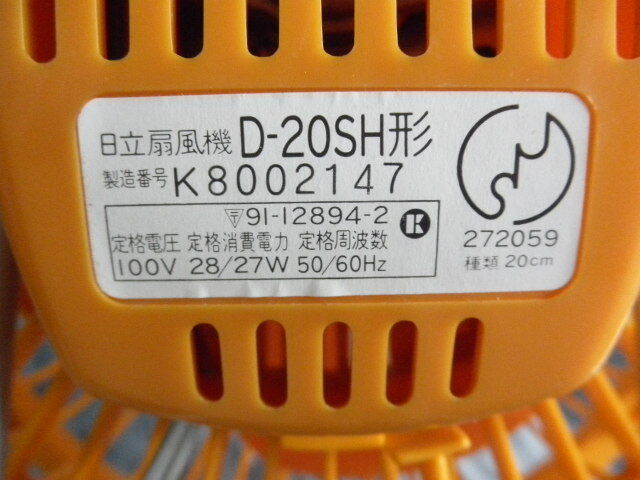 日立扇風機 D-20SH形
製造番号 K8002147
▽〒91-12894-2
定格電圧 定格消費電力 定格周波数
100V 28/27W 50/60Hz
272059
種類 20cm